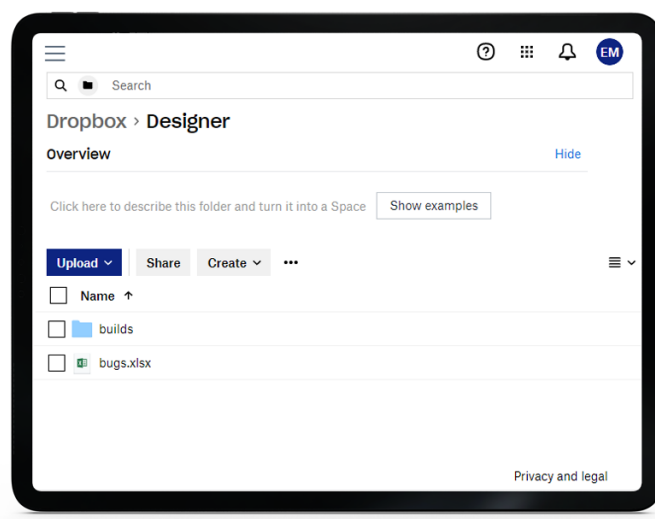 EM
Search
Dropbox › Designer
Overview
Hide
Click here to describe this folder and turn it into a Space
Show examples
Upload
Share
Create
•••
Name ↑
builds
bugs.xlsx
Privacy and legal